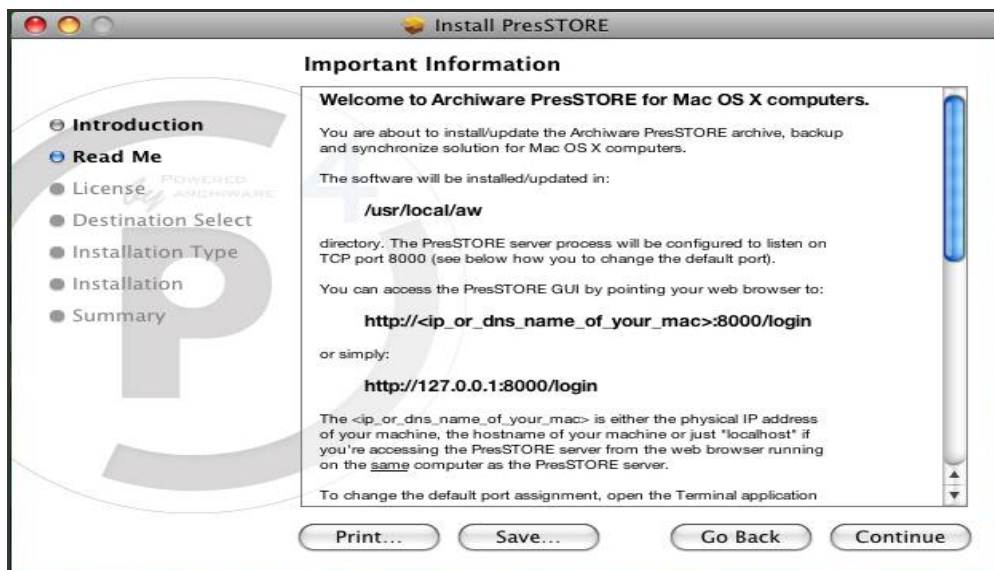 Install PresSTORE
Important Information
Introduction
Read Me
License
Destination Select
Installation Type
Installation
Summary
POWERED
by ARCHIWARE
4
P
Welcome to Archiware PresSTORE for Mac OS X computers.
You are about to install/update the Archiware PresSTORE archive, backup
and synchronize solution for Mac OS X computers.
The software will be installed/updated in:
/usr/local/aw
directory. The PresSTORE server process will be configured to listen on
TCP port 8000 (see below how you to change the default port).
You can access the PresSTORE GUI by pointing your web browser to:
http://<ip_or_dns_name_of_your_mac>:8000/login
or simply:
http://127.0.0.1:8000/login
The <ip_or_dns_name_of_your_mac> is either the physical IP address
of your machine, the hostname of your machine or just "localhost" if
you're accessing the PresSTORE server from the web browser running
on the same computer as the PresSTORE server.
To change the default port assignment, open the Terminal application
Print...
Save...
Go Back
Continue